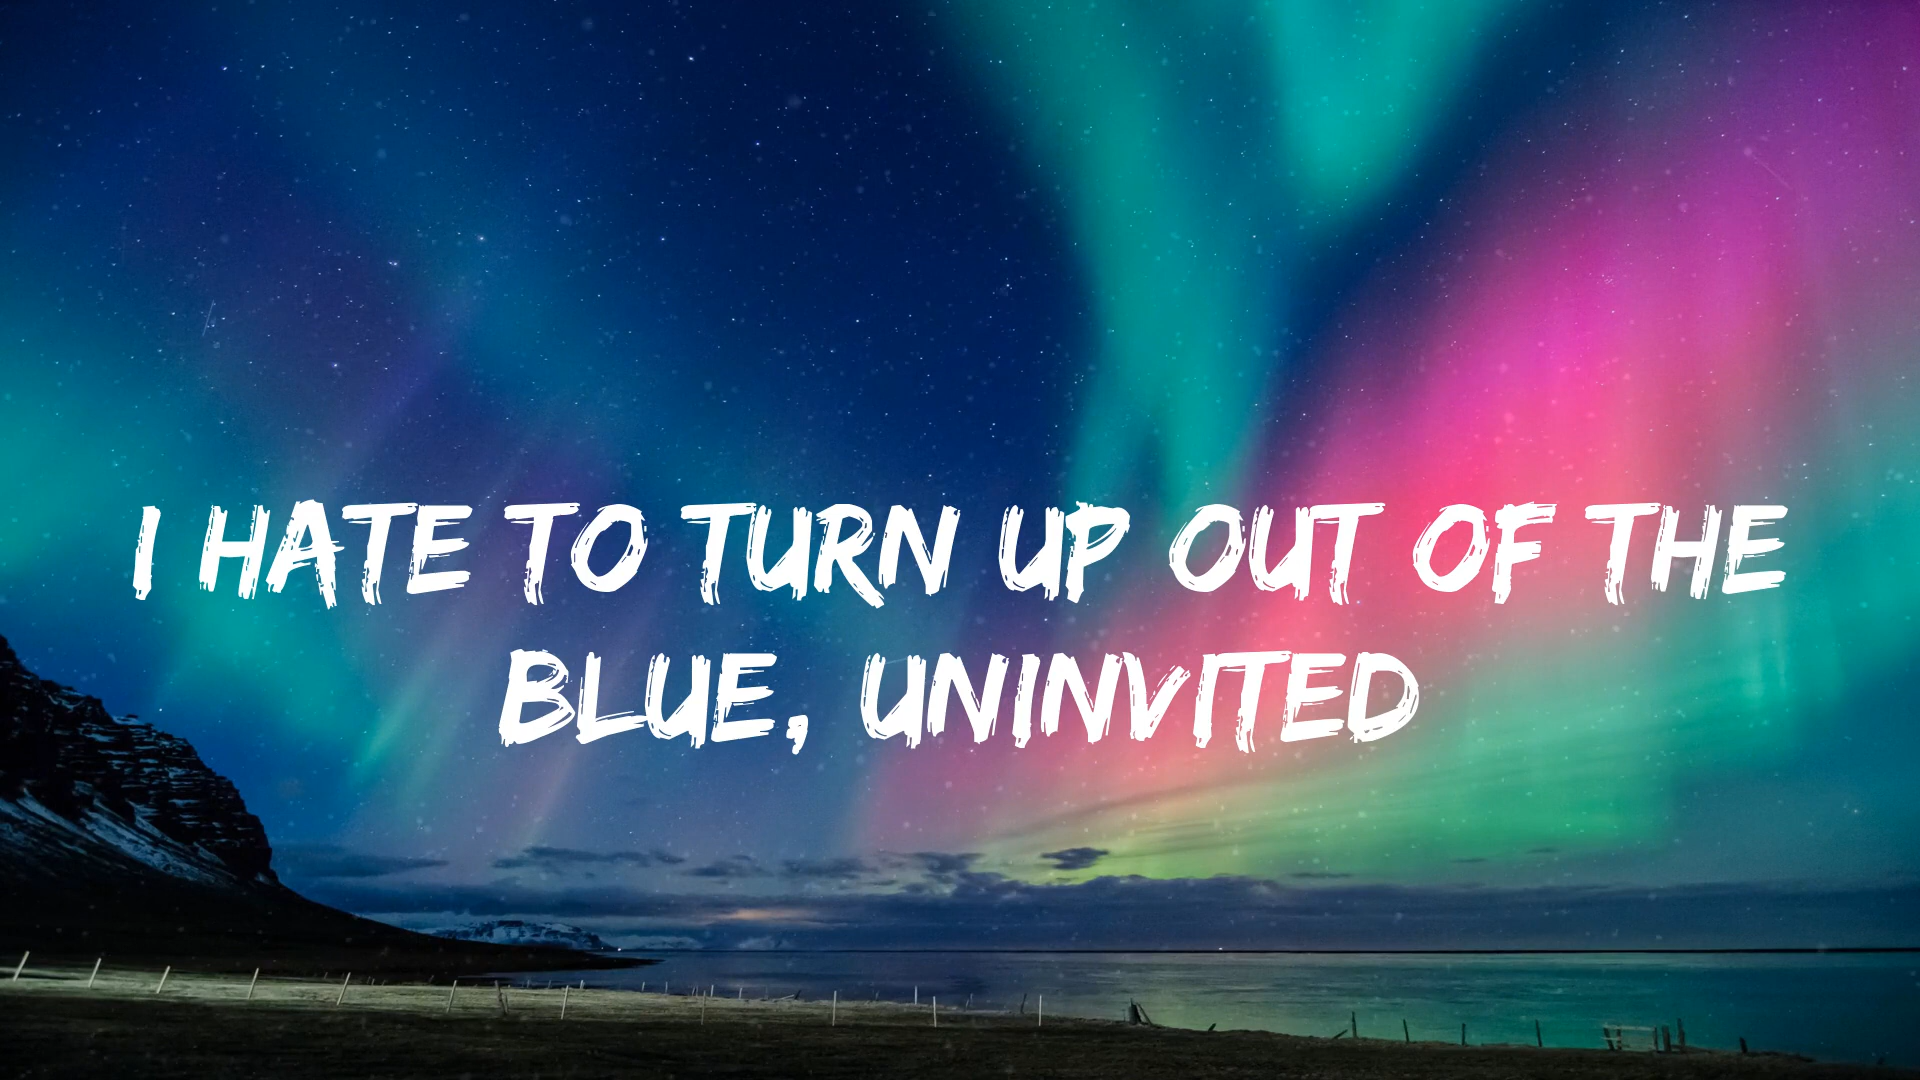 I HATE TO TURN UP OUT OF THE
BLUE, UNINVITED